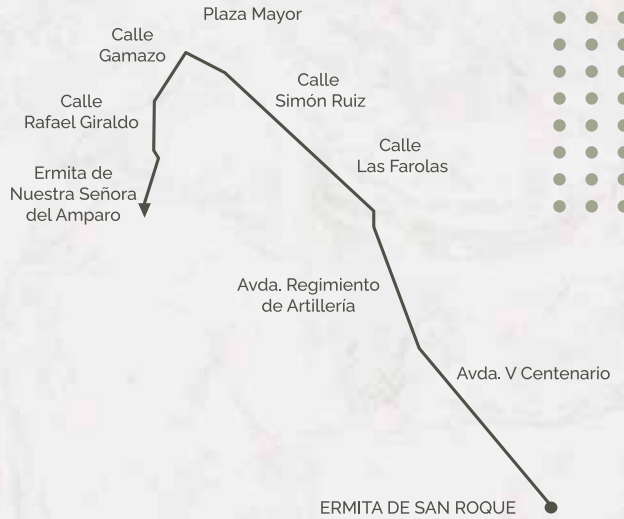 Plaza Mayor
Calle
Gamazo
Calle
Simón Ruiz
Calle
Rafael Giraldo
Calle
Las Farolas
Ermita de
Nuestra Señora
del Amparo
Avda. Regimiento
de Artillería
Avda. V Centenario
ERMITA DE SAN ROQUE